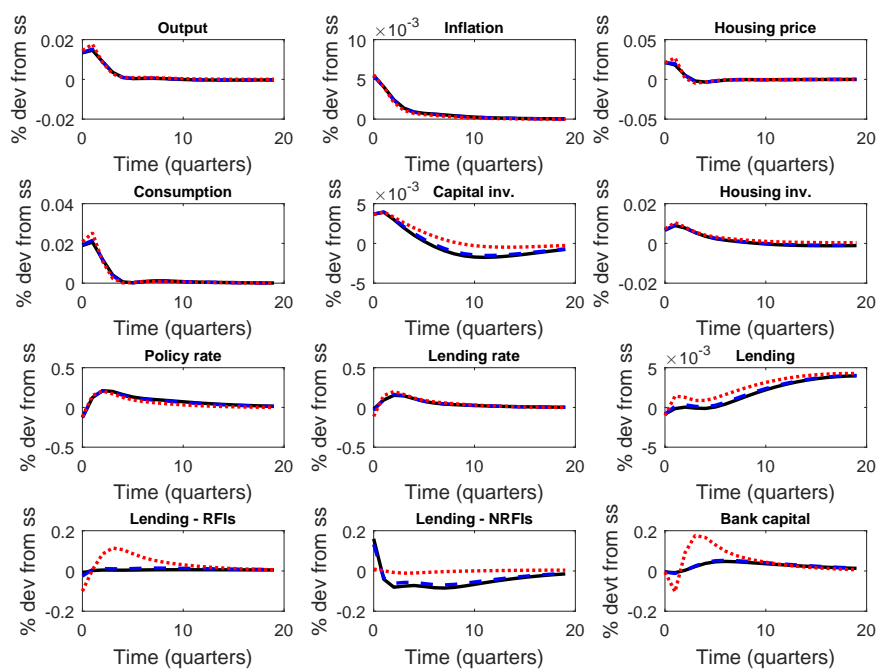 Output
% dev from ss
0.02
0
-0.02
0 10 20
Time (quarters)
Inflation
×10⁻³
% dev from ss
10
5
0
0 10 20
Time (quarters)
Housing price
% dev from ss
0.05
0
-0.05
0 10 20
Time (quarters)
Consumption
% dev from ss
0.04
0.02
0
0 10 20
Time (quarters)
Capital inv.
×10⁻³
% dev from ss
5
0
-5
0 10 20
Time (quarters)
Housing inv.
% dev from ss
0.02
0
-0.02
0 10 20
Time (quarters)
Policy rate
% dev from ss
0.5
0
-0.5
0 10 20
Time (quarters)
Lending rate
% dev from ss
0.5
0
-0.5
0 10 20
Time (quarters)
Lending
×10⁻³
% dev from ss
5
0
-5
0 10 20
Time (quarters)
Lending - RFIs
% dev from ss
0.2
0
-0.2
0 10 20
Time (quarters)
Lending - NRFIs
% dev from ss
0.2
0
-0.2
0 10 20
Time (quarters)
Bank capital
% devt from ss
0.2
0
-0.2
0 10 20
Time (quarters)